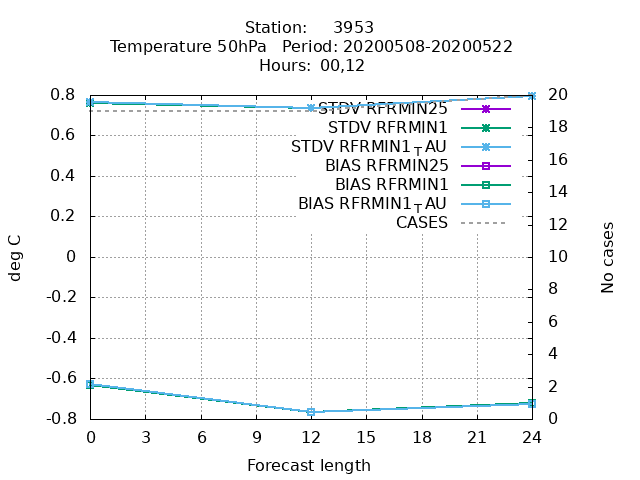 Station: 3953
Temperature 50hPa Period: 20200508-20200522
Hours: 00,12
0.8
0.6
0.4
0.2
0
-0.2
-0.4
-0.6
-0.8
deg C
STDV RFRMIN25
STDV RFRMIN1
STDV RFRMIN1TAU
BIAS RFRMIN25
BIAS RFRMIN1
BIAS RFRMIN1TAU
CASES
20
18
16
14
12
10
8
6
4
2
0
No cases
0 3 6 9 12 15 18 21 24
Forecast length